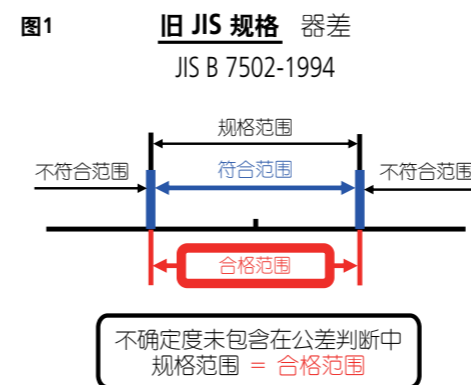 图1
旧 JIS 规格 器差
JIS B 7502-1994
规格范围
不符合范围 符合范围 不符合范围
合格范围
不确定度未包含在公差判断中
规格范围 = 合格范围